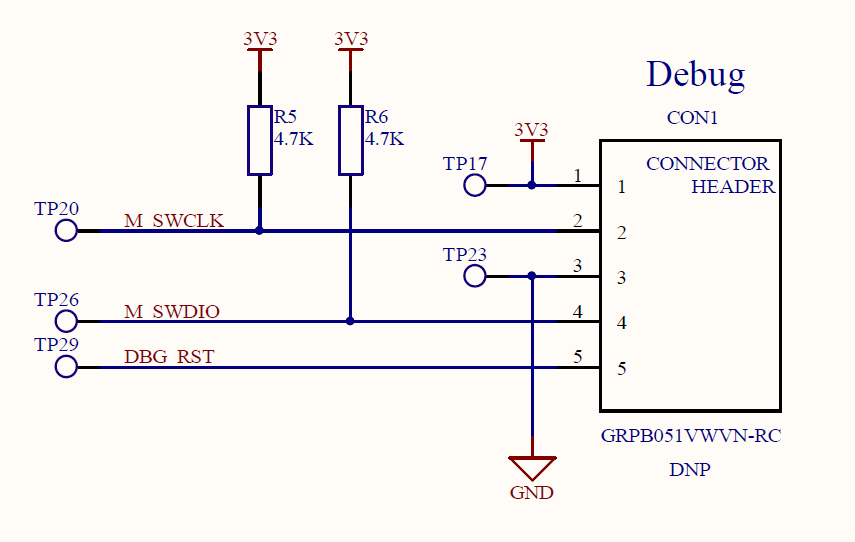 3V3
3V3
Debug
CON1
R5
4.7K
R6
4.7K
3V3
TP17
1
1
CONNECTOR
HEADER
TP20
M_SWCLK
2
2
TP23
3
3
TP26
M_SWDIO
4
4
TP29
DBG_RST
5
5
GRPB051VWVN-RC
DNP
GND